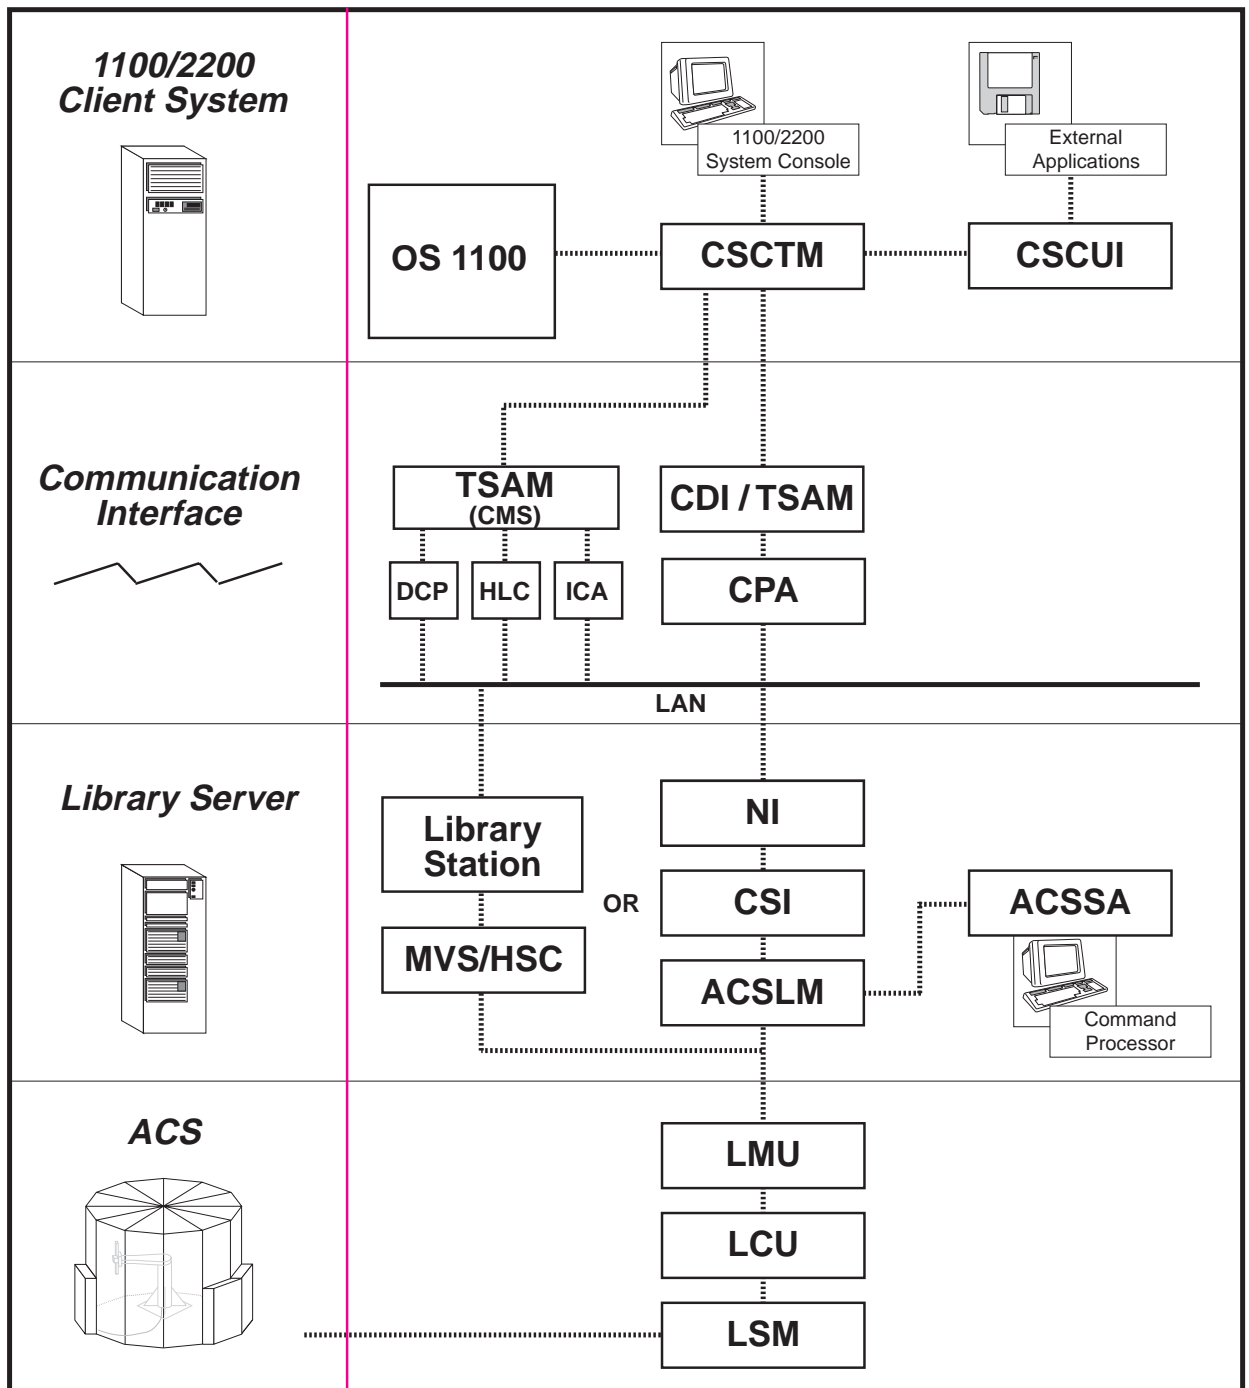 1100/2200
Client System
1100/2200
System Console
External
Applications
OS 1100
CSCTM
CSCUI
Communication
Interface
TSAM
(CMS)
CDI / TSAM
DCP
HLC
ICA
CPA
LAN
Library Server
Library
Station
NI
OR
CSI
ACSSA
MVS/HSC
ACSLM
Command
Processor
ACS
LMU
LCU
LSM